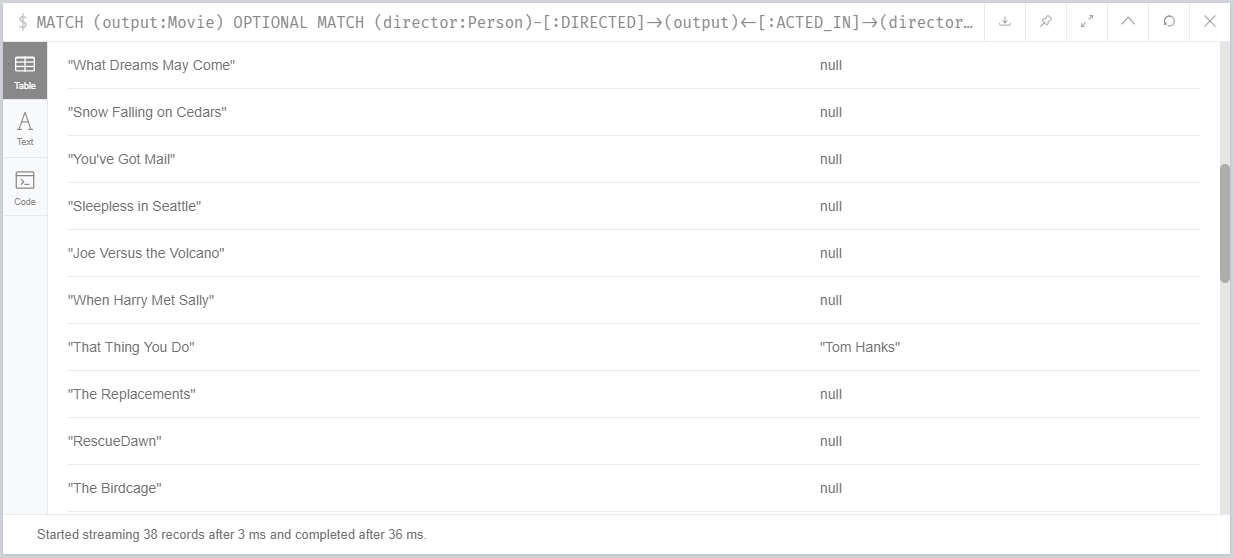 $ MATCH (output:Movie) OPTIONAL MATCH (director:Person)-[:DIRECTED]->(output)<-[:ACTED_IN]->(director…
Table
"What Dreams May Come" null
"Snow Falling on Cedars" null
Text
"You've Got Mail" null
Code
"Sleepless in Seattle" null
"Joe Versus the Volcano" null
"When Harry Met Sally" null
"That Thing You Do" "Tom Hanks"
"The Replacements" null
"RescueDawn" null
"The Birdcage" null
Started streaming 38 records after 3 ms and completed after 36 ms.